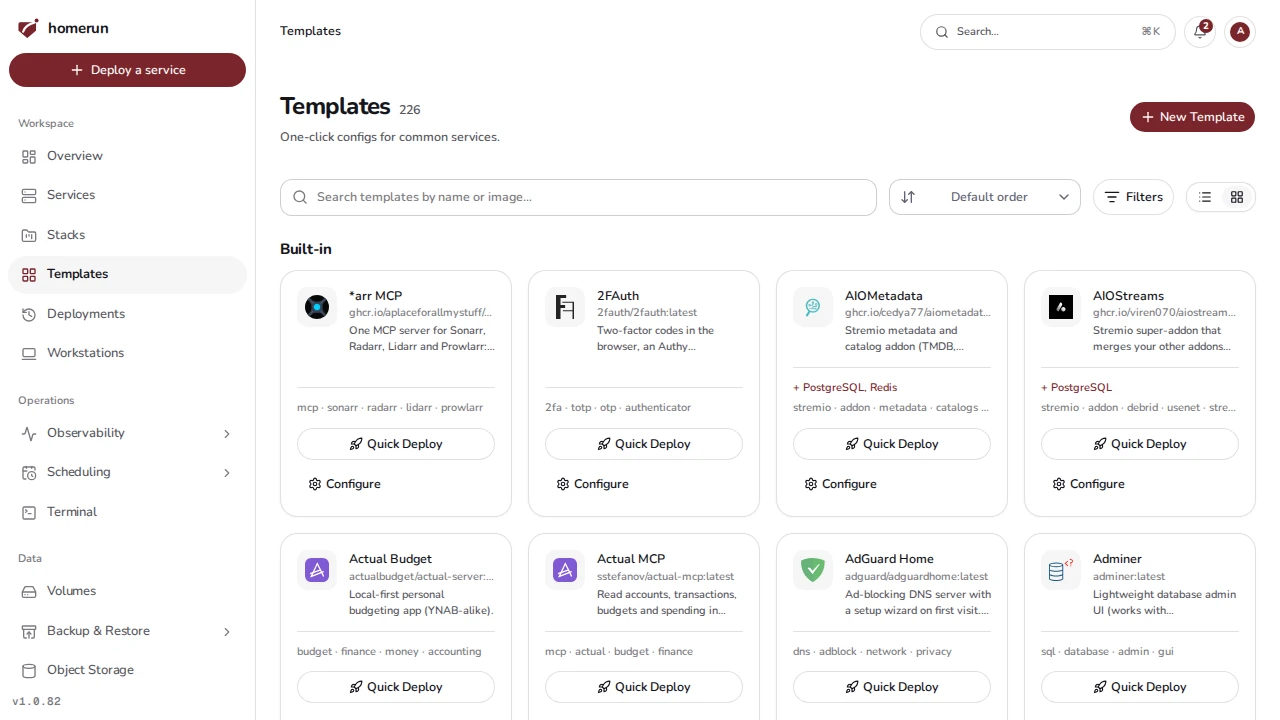 homerun
Deploy a service
Workspace
Overview
Services
Stacks
Templates
Deployments
Workstations
Operations
Observability
Scheduling
Terminal
Data
Volumes
Backup & Restore
Object Storage
v1.0.82
Templates
Search...
⌘K
2
A
Templates 226
One-click configs for common services.
New Template
Search templates by name or image...
Default order
Filters
Built-in
*arr MCP
ghcr.io/aplaceforallmystuff/...
One MCP server for Sonarr,
Radarr, Lidarr and Prowlarr:...
mcp · sonarr · radarr · lidarr · prowlarr
Quick Deploy
Configure
2FAuth
2fauth/2fauth:latest
Two-factor codes in the
browser, an Authy...
2fa · totp · otp · authenticator
Quick Deploy
Configure
AIOMetadata
ghcr.io/cedya77/aiometadat...
Stremio metadata and
catalog addon (TMDB,...
+ PostgreSQL, Redis
stremio · addon · metadata · catalogs ...
Quick Deploy
Configure
AIOStreams
ghcr.io/viren070/aiostream...
Stremio super-addon that
merges your other addons...
+ PostgreSQL
stremio · addon · debrid · usenet · stre...
Quick Deploy
Configure
Actual Budget
actualbudget/actual-server:...
Local-first personal
budgeting app (YNAB-alike).
budget · finance · money · accounting
Quick Deploy
Actual MCP
sstefanov/actual-mcp:latest
Read accounts, transactions,
budgets and spending in...
mcp · actual · budget · finance
Quick Deploy
AdGuard Home
adguard/adguardhome:latest
Ad-blocking DNS server with
a setup wizard on first visit....
dns · adblock · network · privacy
Quick Deploy
Adminer
adminer:latest
Lightweight database admin
UI (works with...
sql · database · admin · gui
Quick Deploy